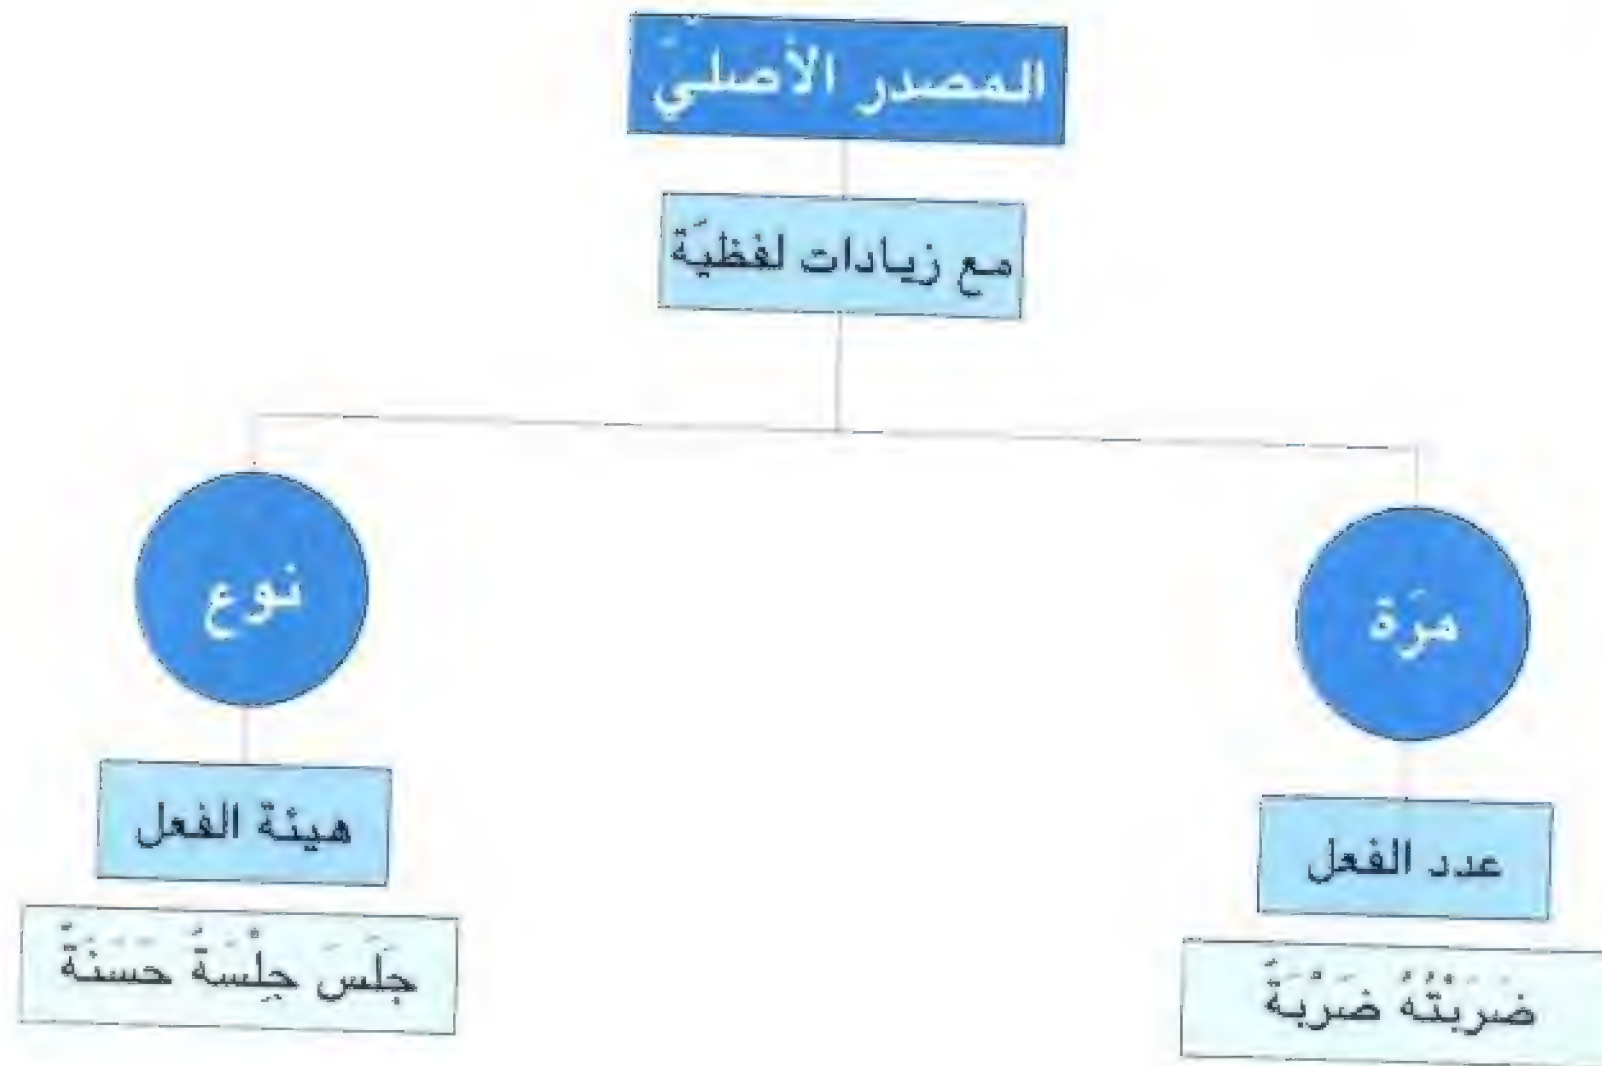 المصدر الأصليّ
مع زيادات لفظيّة
مرّة
نوع
عدد الفعل
هيئة الفعل
ضَرَبْتُهُ ضَرْبَةً
جَلَسَ جِلْسَةً حَسَنَةً